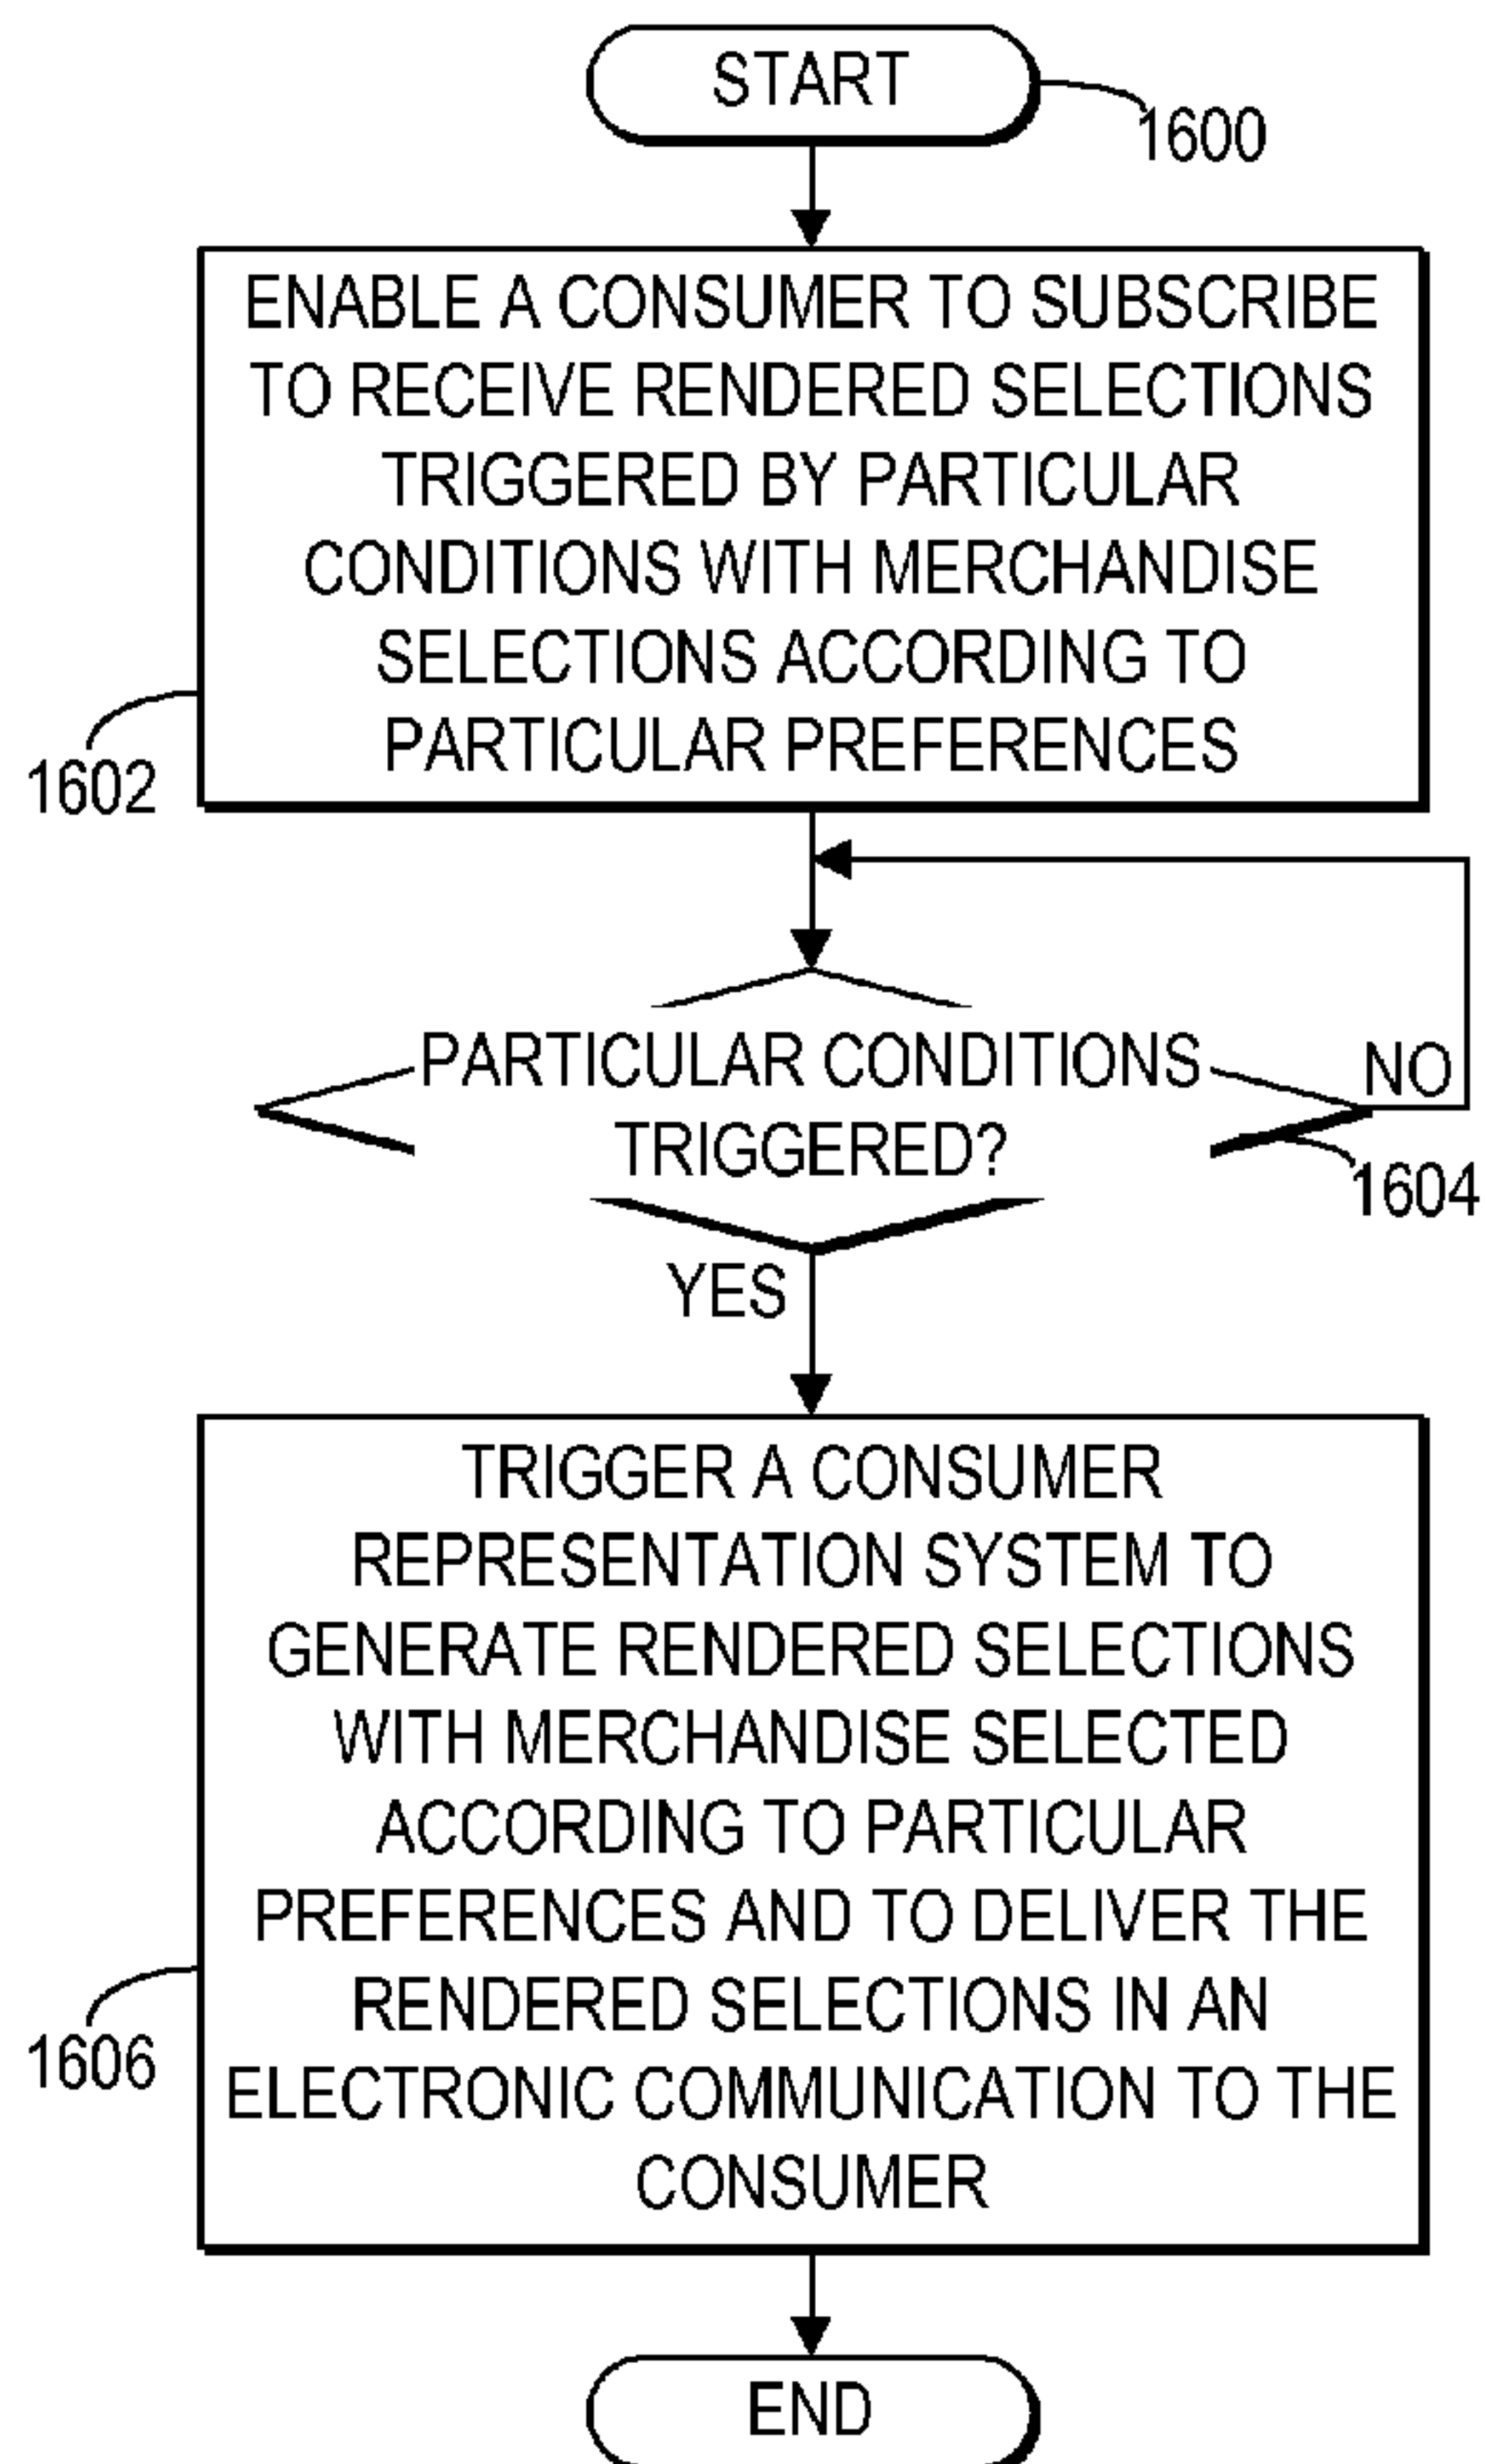 START
1600
ENABLE A CONSUMER TO SUBSCRIBE
TO RECEIVE RENDERED SELECTIONS
TRIGGERED BY PARTICULAR
CONDITIONS WITH MERCHANDISE
SELECTIONS ACCORDING TO
PARTICULAR PREFERENCES
1602
PARTICULAR CONDITIONS
TRIGGERED?
NO
1604
YES
TRIGGER A CONSUMER
REPRESENTATION SYSTEM TO
GENERATE RENDERED SELECTIONS
WITH MERCHANDISE SELECTED
ACCORDING TO PARTICULAR
PREFERENCES AND TO DELIVER THE
RENDERED SELECTIONS IN AN
ELECTRONIC COMMUNICATION TO THE
CONSUMER
1606
END